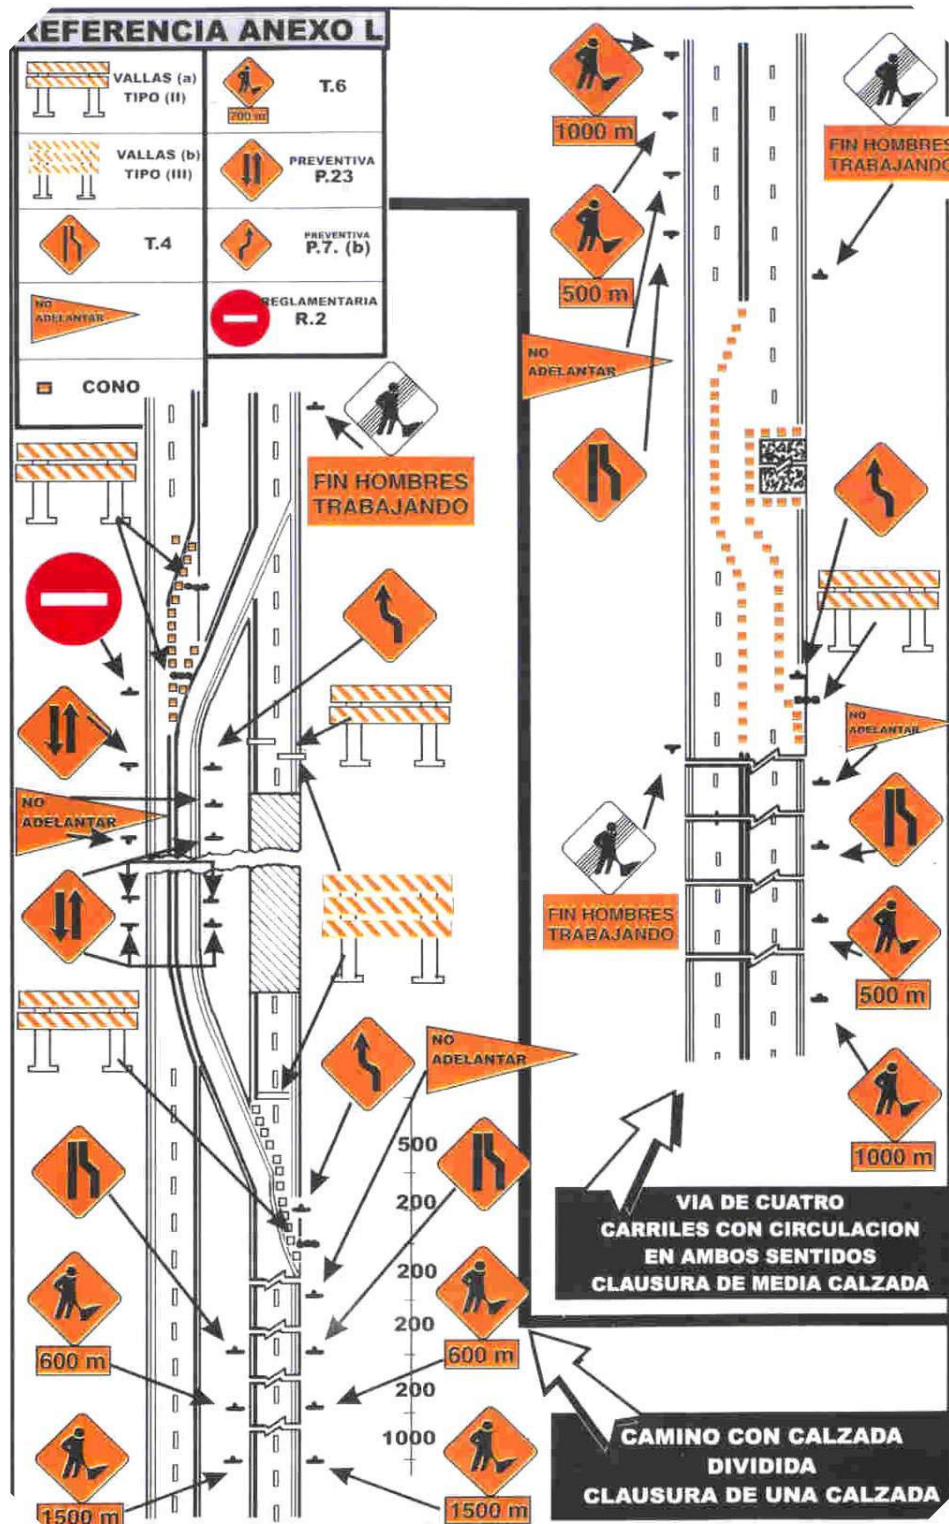 REFERENCIA ANEXO L
VALLAS (a)
TIPO (II)
700 m
T.6
VALLAS (b)
TIPO (III)
PREVENTIVA
P.23
T.4
PREVENTIVA
P.7. (b)
NO
ADELANTAR
REGLAMENTARIA
R.2
CONO
FIN HOMBRES
TRABAJANDO
NO
ADELANTAR
NO
ADELANTAR
500
200
200
200
200
1000
600 m
600 m
1500 m
1500 m
1000 m
500 m
FIN HOMBRES
TRABAJANDO
NO
ADELANTAR
NO
ADELANTAR
FIN HOMBRES
TRABAJANDO
500 m
1000 m
VIA DE CUATRO
CARRILES CON CIRCULACION
EN AMBOS SENTIDOS
CLAUSURA DE MEDIA CALZADA
CAMINO CON CALZADA
DIVIDIDA
CLAUSURA DE UNA CALZADA